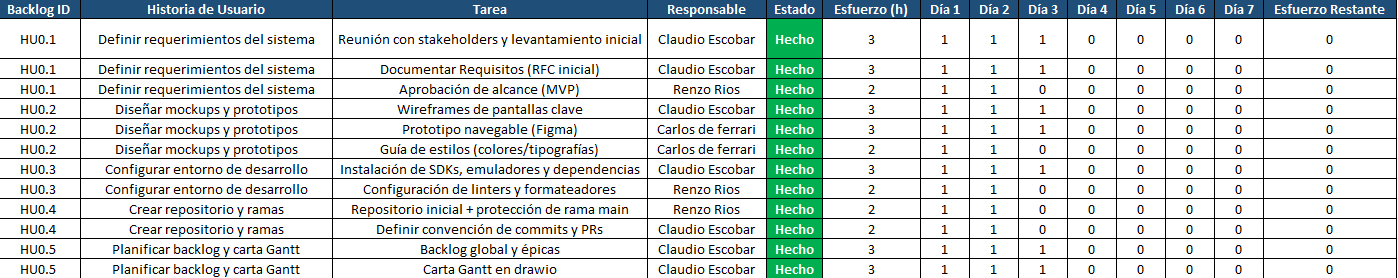 Backlog ID Historia de Usuario Tarea Responsable Estado Esfuerzo (h) Día 1 Día 2 Día 3 Día 4 Día 5 Día 6 Día 7 Esfuerzo Restante
HU0.1 Definir requerimientos del sistema Reunión con stakeholders y levantamiento inicial Claudio Escobar Hecho 3 1 1 1 0 0 0 0 0
HU0.1 Definir requerimientos del sistema Documentar Requisitos (RFC inicial) Claudio Escobar Hecho 3 1 1 1 0 0 0 0 0
HU0.1 Definir requerimientos del sistema Aprobación de alcance (MVP) Renzo Rios Hecho 2 1 1 0 0 0 0 0 0
HU0.2 Diseñar mockups y prototipos Wireframes de pantallas clave Claudio Escobar Hecho 3 1 1 1 0 0 0 0 0
HU0.2 Diseñar mockups y prototipos Prototipo navegable (Figma) Carlos de ferrari Hecho 3 1 1 1 0 0 0 0 0
HU0.2 Diseñar mockups y prototipos Guía de estilos (colores/tipografías) Carlos de ferrari Hecho 2 1 1 0 0 0 0 0 0
HU0.3 Configurar entorno de desarrollo Instalación de SDKs, emuladores y dependencias Claudio Escobar Hecho 3 1 1 1 0 0 0 0 0
HU0.3 Configurar entorno de desarrollo Configuración de linters y formateadores Renzo Rios Hecho 2 1 1 0 0 0 0 0 0
HU0.4 Crear repositorio y ramas Repositorio inicial + protección de rama main Renzo Rios Hecho 2 1 1 0 0 0 0 0 0
HU0.4 Crear repositorio y ramas Definir convención de commits y PRs Claudio Escobar Hecho 2 1 1 0 0 0 0 0 0
HU0.5 Planificar backlog y carta Gantt Backlog global y épicas Claudio Escobar Hecho 3 1 1 1 0 0 0 0 0
HU0.5 Planificar backlog y carta Gantt Carta Gantt en drawio Claudio Escobar Hecho 3 1 1 1 0 0 0 0 0